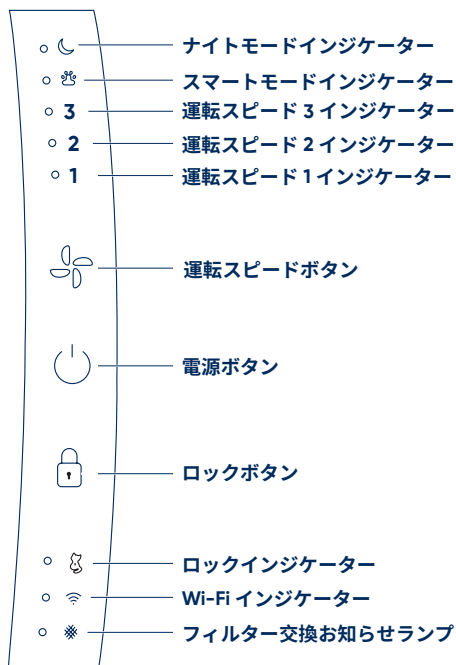 ナイトモードインジケーター
スマートモードインジケーター
3 運転スピード 3 インジケーター
2 運転スピード 2 インジケーター
1 運転スピード 1 インジケーター
運転スピードボタン
電源ボタン
ロックボタン
ロックインジケーター
Wi-Fi インジケーター
フィルター交換お知らせランプ